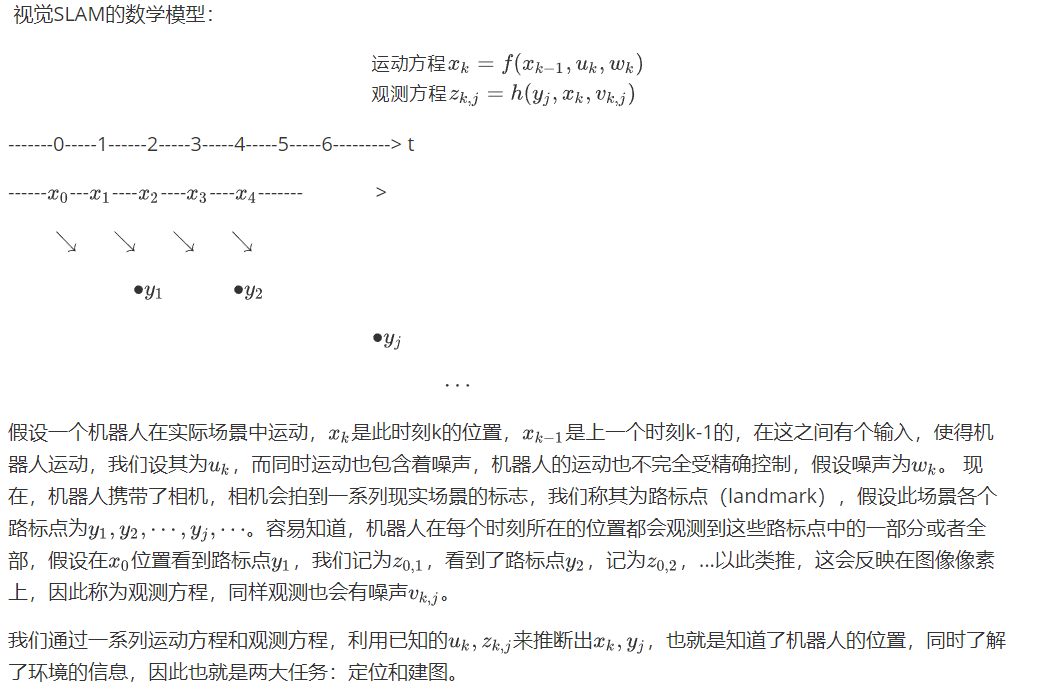 视觉SLAM的数学模型：
运动方程$x_k = f(x_{k-1}, u_k, w_k)$
观测方程$z_{k,j} = h(y_j, x_k, v_{k,j})$
-------0-----1------2-----3-----4-----5-----6---------> t
------$x_0$---$x_1$----$x_2$----$x_3$----$x_4$------- >
↘ ↘ ↘ ↘
●$y_1$ ●$y_2$
●$y_j$
···
假设一个机器人在实际场景中运动，$x_k$是此时刻k的位置，$x_{k-1}$是上一个时刻k-1的，在这之间有个输入，使得机
器人运动，我们设其为$u_k$，而同时运动也包含着噪声，机器人的运动也不完全受精确控制，假设噪声为$w_k$。 现
在，机器人携带了相机，相机会拍到一系列现实场景的标志，我们称其为路标点（landmark），假设此场景各个
路标点为$y_1, y_2, ···, y_j, ···$。容易知道，机器人在每个时刻所在的位置都会观测到这些路标点中的一部分或者全
部，假设在$x_0$位置看到路标点$y_1$，我们记为$z_{0,1}$，看到了路标点$y_2$，记为$z_{0,2}$，...以此类推，这会反映在图像像素
上，因此称为观测方程，同样观测也会有噪声$v_{k,j}$。
我们通过一系列运动方程和观测方程，利用已知的$u_k, z_{k,j}$来推断出$x_k, y_j$，也就是知道了机器人的位置，同时了解
了环境的信息，因此也就是两大任务：定位和建图。